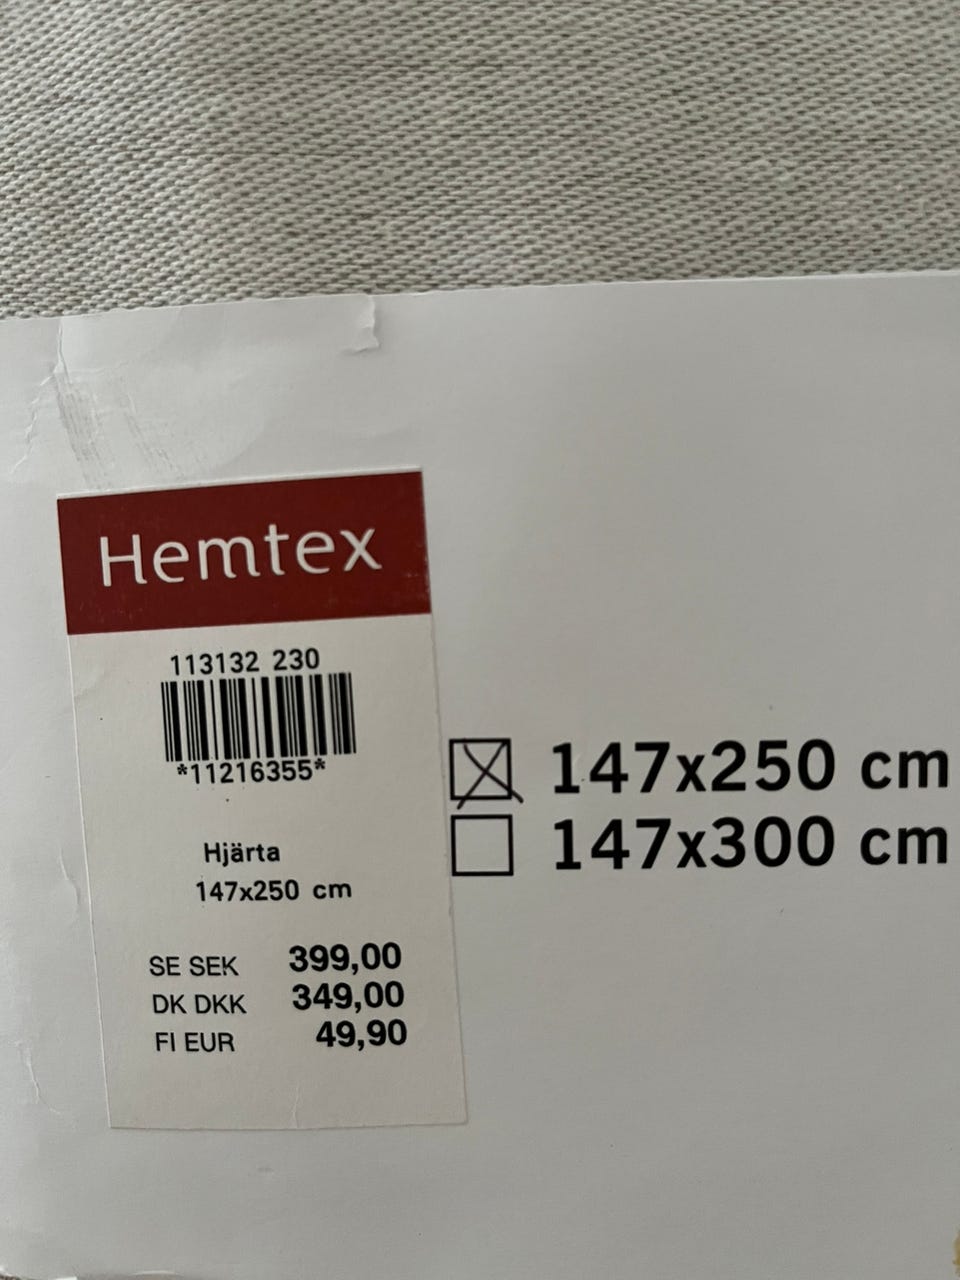 Hemtex
113132 230
*11216355*
Hjärta
147x250 cm
SE SEK 399,00
DK DKK 349,00
FI EUR 49,90
147x250 cm
147x300 cm